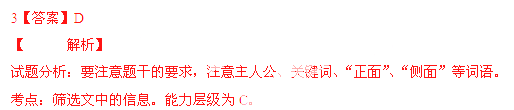 3【答案】D
【 解析】
试题分析：要注意题干的要求，注意主人公、关键词、“正面”、“侧面”等词语。
考点：筛选文中的信息。能力层级为 C。